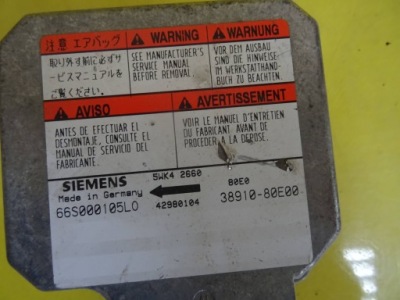 注意 エアバッグ
取り外す前に必ずサ
ービスマニュアルを
ご覧ください。
WARNING
SEE MANUFACTURER'S
SERVICE MANUAL
BEFORE REMOVAL.
WARNUNG
VOR DEM AUSBAU
SIND DIE HINWEISE
IM WERKSTATTHAND-
BUCH ZU BEACHTEN.
AVISO
ANTES DE EFECTUAR EL
DESMONTAJE, CONSULTE EL
MANUAL DE SERVICIO DEL
FABRICANTE.
AVERTISSEMENT
VOIR LE MANUEL D'ENTRETIEN
DU FABRICANT AVANT DE
PROCEDER A LA DEPOSE.
SIEMENS 5WK4 2860 80E0
Made in Germany
66S000105L0 42980104 38910-80E00